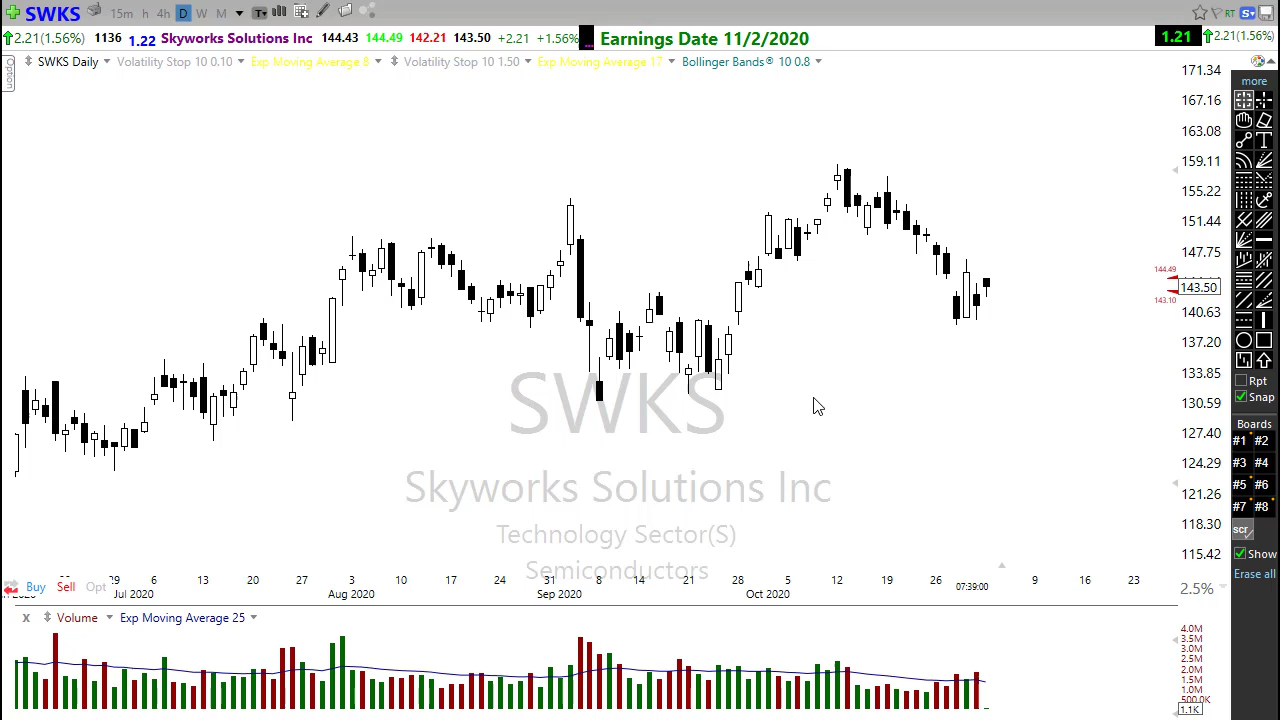 SWKS 15m h 4h D W M T RT S
2.21(1.56%) 1136 1.22 Skyworks Solutions Inc 144.43 144.49 142.21 143.50 +2.21 +1.56% ... Earnings Date 11/2/2020 1.21 2.21(1.56%)
Option SWKS Daily Volatility Stop 10 0.10 Exp Moving Average 8 Volatility Stop 10 1.50 Exp Moving Average 17 Bollinger Bands® 10 0.8
171.34
more
167.16
163.08
159.11
155.22
151.44
147.75
144.49
143.50
143.10
140.63
137.20
133.85
Rpt
Snap
130.59
Boards
127.40
#1 #2
124.29
#3 #4
#5 #6
121.26
#7 #8
118.30
scr
115.42
Show
Erase all
SWKS
Skyworks Solutions Inc
Technology Sector(S)
Semiconductors
6 13 20 27 3 10 17 24 31 8 14 21 28 5 12 19 26 07:39:00 9 16 23
Buy Sell Opt Jul 2020 Aug 2020 Sep 2020 Oct 2020 2.5%
X Volume Exp Moving Average 25
4.0M
3.5M
3.0M
2.5M
2.0M
1.5M
1.0M
500.0K
1.1K